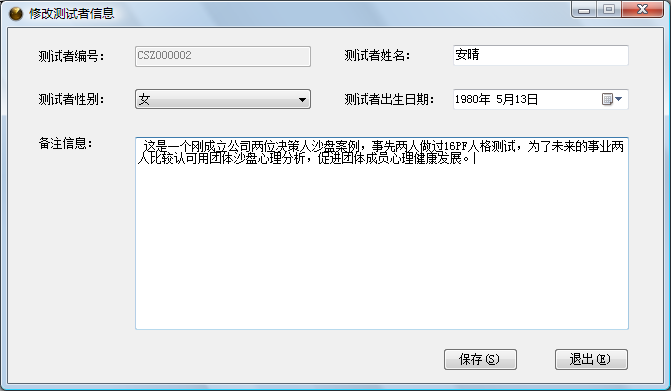 修改测试者信息
测试者编号： CSZ000002 测试者姓名： 安晴
测试者性别： 女 测试者出生日期： 1980年 5月13日
备注信息： 这是一个刚成立公司两位决策人沙盘案例，事先两人做过16PF人格测试，为了未来的事业两
人比较认可用团体沙盘心理分析，促进团体成员心理健康发展。
保存(S) 退出(E)